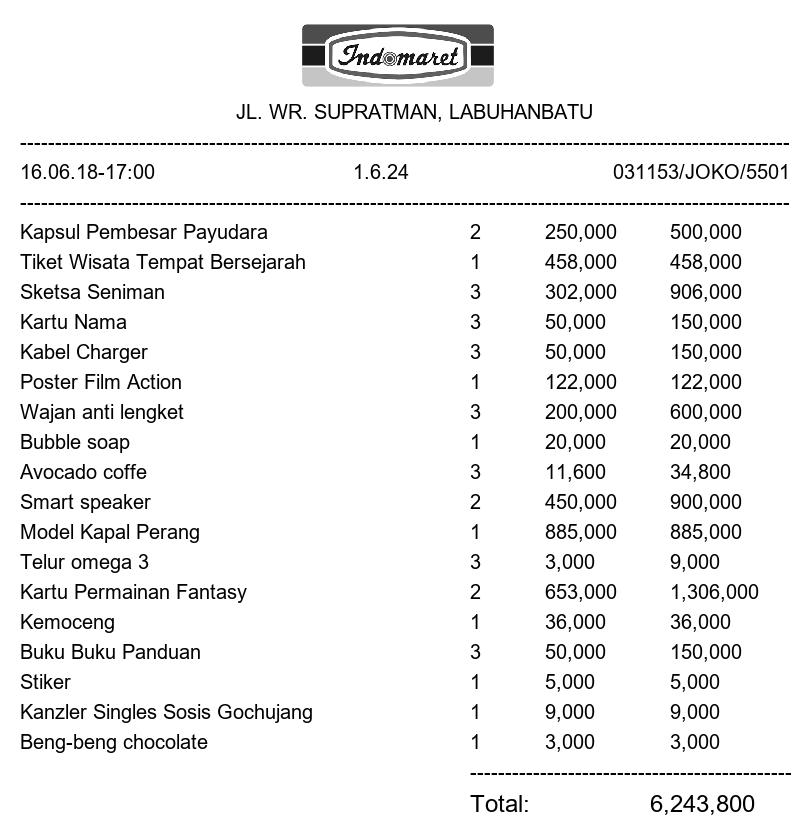 Indomaret
JL. WR. SUPRATMAN, LABUHANBATU
16.06.18-17:00 1.6.24 031153/JOKO/5501
Kapsul Pembesar Payudara 2 250,000 500,000
Tiket Wisata Tempat Bersejarah 1 458,000 458,000
Sketsa Seniman 3 302,000 906,000
Kartu Nama 3 50,000 150,000
Kabel Charger 3 50,000 150,000
Poster Film Action 1 122,000 122,000
Wajan anti lengket 3 200,000 600,000
Bubble soap 1 20,000 20,000
Avocado coffe 3 11,600 34,800
Smart speaker 2 450,000 900,000
Model Kapal Perang 1 885,000 885,000
Telur omega 3 3 3,000 9,000
Kartu Permainan Fantasy 2 653,000 1,306,000
Kemoceng 1 36,000 36,000
Buku Buku Panduan 3 50,000 150,000
Stiker 1 5,000 5,000
Kanzler Singles Sosis Gochujang 1 9,000 9,000
Beng-beng chocolate 1 3,000 3,000
Total: 6,243,800